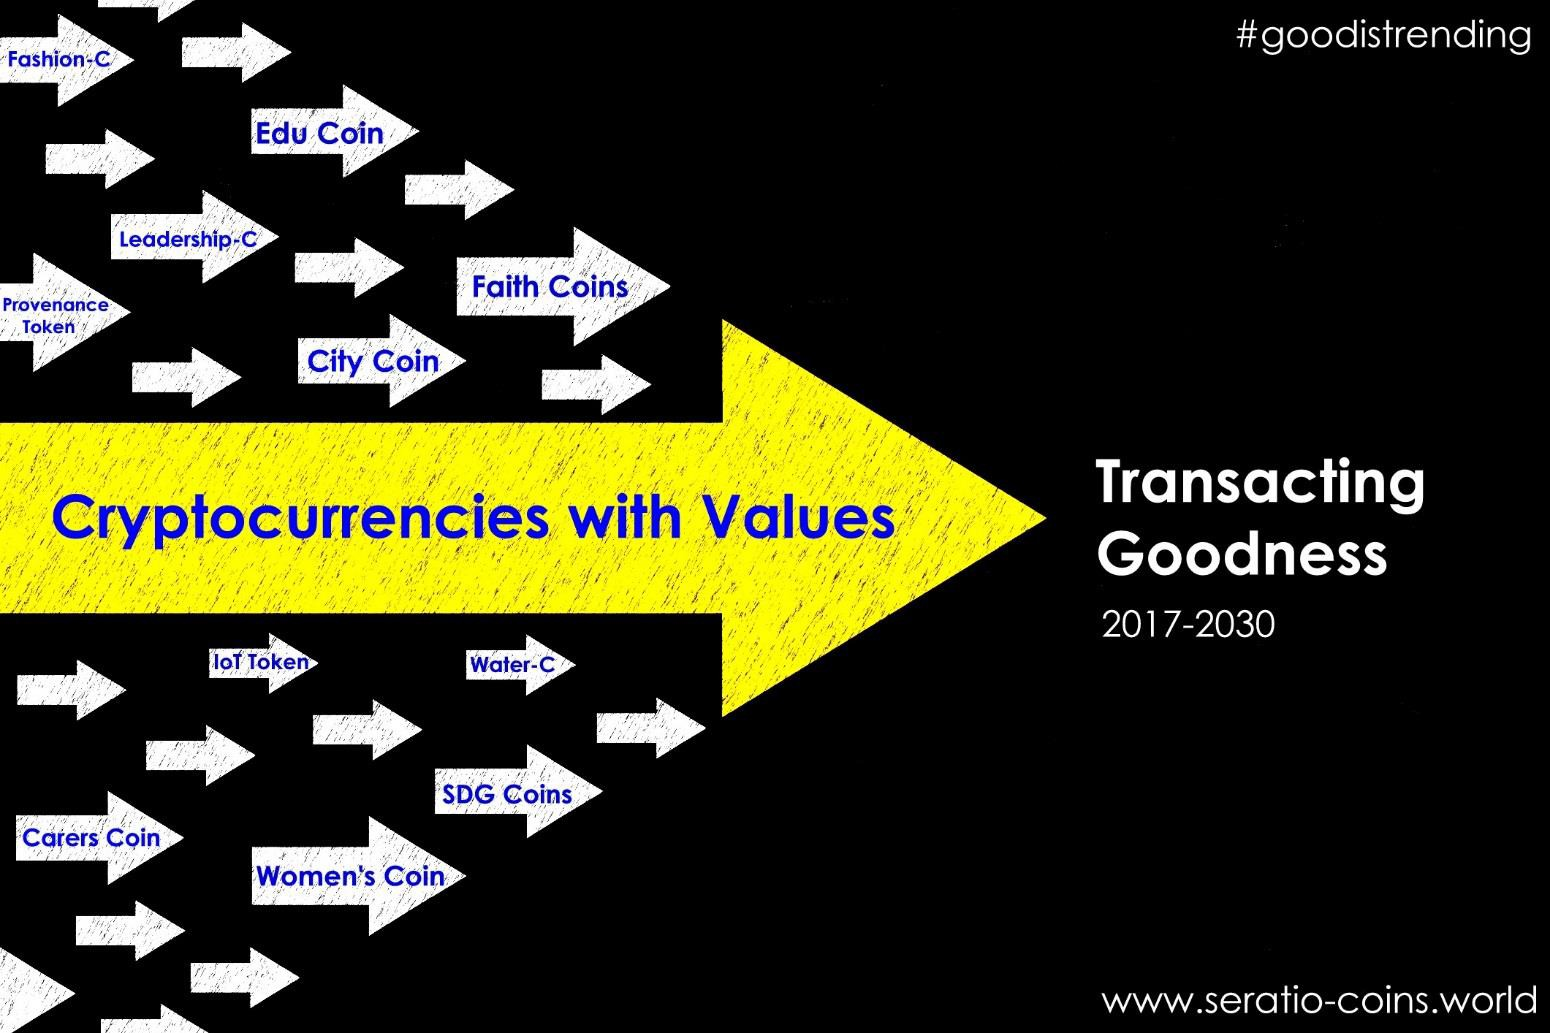 #goodistrending
Fashion-C
Edu Coin
Leadership-C
Faith Coins
Provenance
Token
City Coin
Cryptocurrencies with Values
Transacting
Goodness
2017-2030
IoT Token
Water-C
SDG Coins
Carers Coin
Women's Coin
www.seratio-coins.world